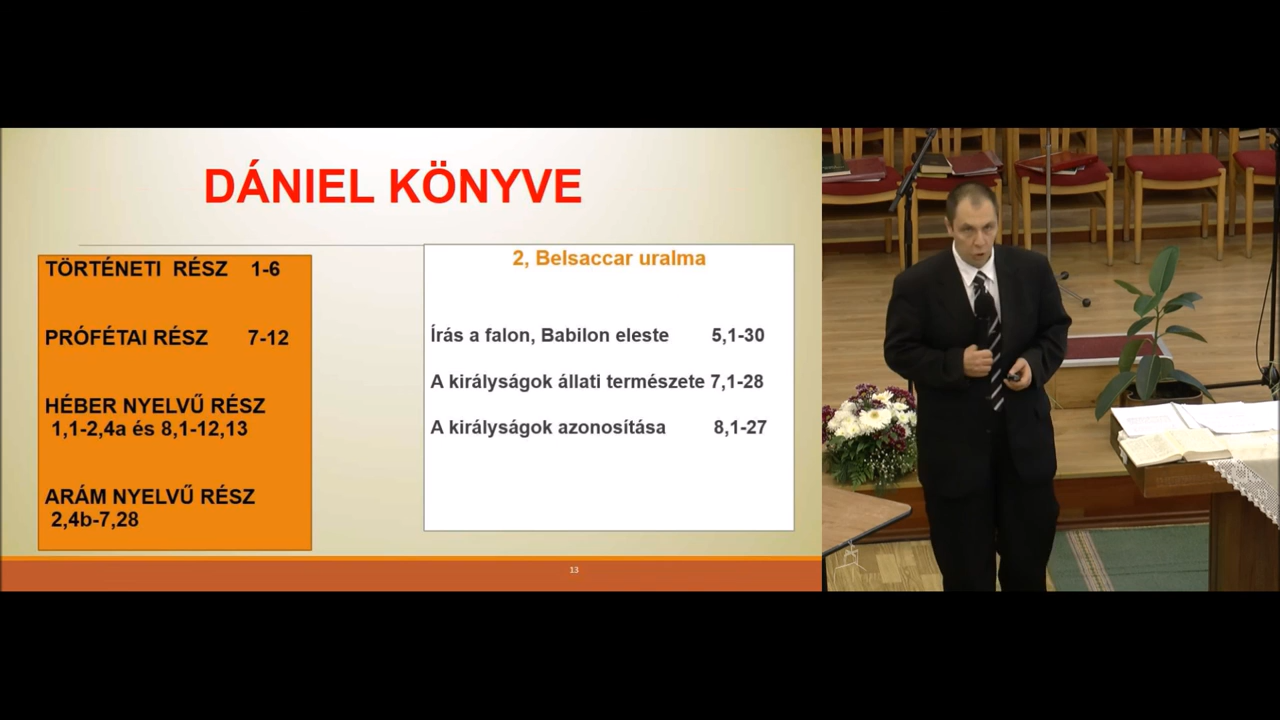 DÁNIEL KÖNYVE
TÖRTÉNETI RÉSZ 1-6
PRÓFÉTAI RÉSZ 7-12
HÉBER NYELVŰ RÉSZ
1,1-2,4a és 8,1-12,13
ARÁM NYELVŰ RÉSZ
2,4b-7,28
2, Belsaccar uralma
Írás a falon, Babilon eleste 5,1-30
A királyságok állati természete 7,1-28
A királyságok azonosítása 8,1-27
13